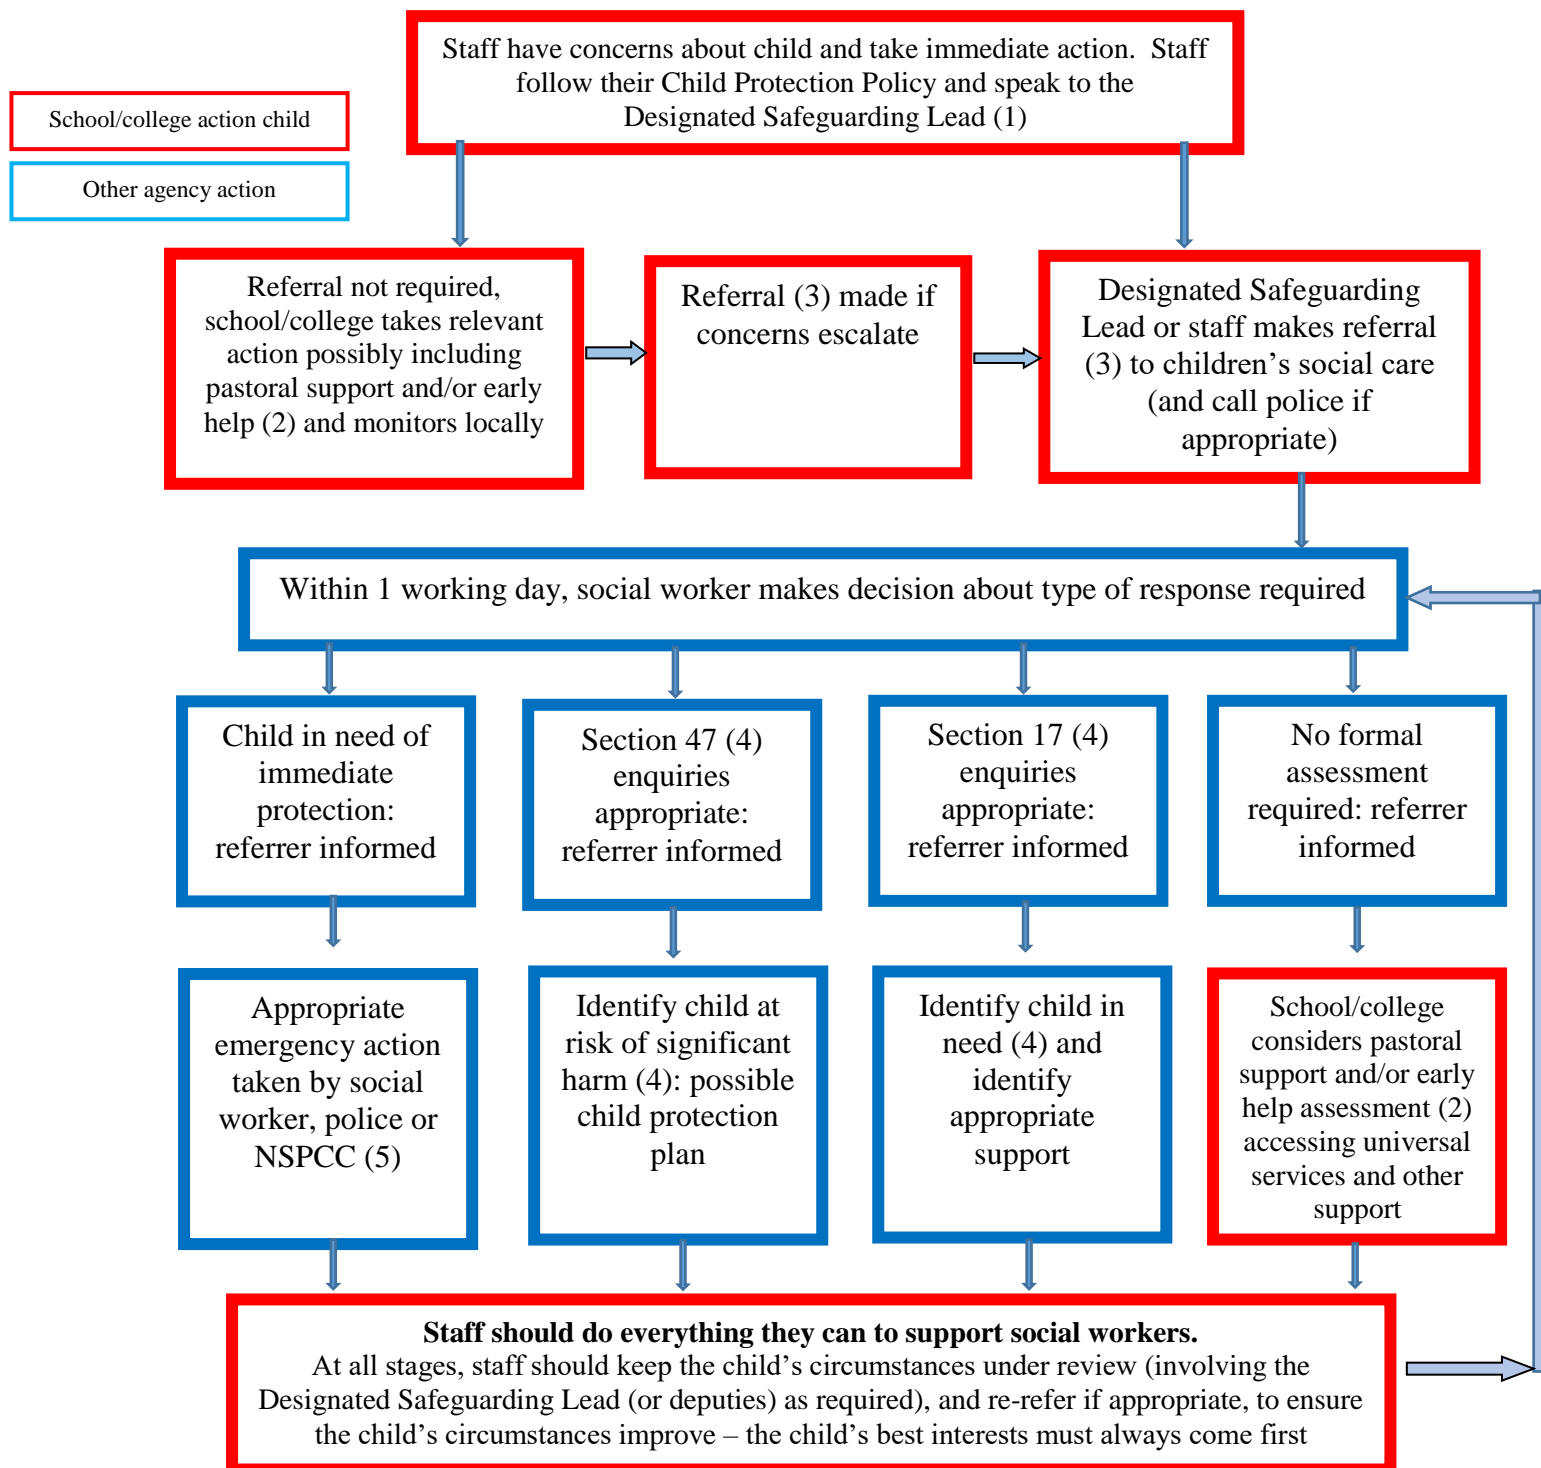 Staff have concerns about child and take immediate action.  Staff
follow their Child Protection Policy and speak to the
Designated Safeguarding Lead (1)
School/college action child
Other agency action
Referral not required,
school/college takes relevant
action possibly including
pastoral support and/or early
help (2) and monitors locally
Referral (3) made if
concerns escalate
Designated Safeguarding
Lead or staff makes referral
(3) to children’s social care
(and call police if
appropriate)
Within 1 working day, social worker makes decision about type of response required
Child in need of
immediate
protection:
referrer informed
Section 47 (4)
enquiries
appropriate:
referrer informed
Section 17 (4)
enquiries
appropriate:
referrer informed
No formal
assessment
required: referrer
informed
Appropriate
emergency action
taken by social
worker, police or
NSPCC (5)
Identify child at
risk of significant
harm (4): possible
child protection
plan
Identify child in
need (4) and
identify
appropriate
support
School/college
considers pastoral
support and/or early
help assessment (2)
accessing universal
services and other
support
Staff should do everything they can to support social workers.
At all stages, staff should keep the child’s circumstances under review (involving the
Designated Safeguarding Lead (or deputies) as required), and re-refer if appropriate, to ensure
the child’s circumstances improve – the child’s best interests must always come first